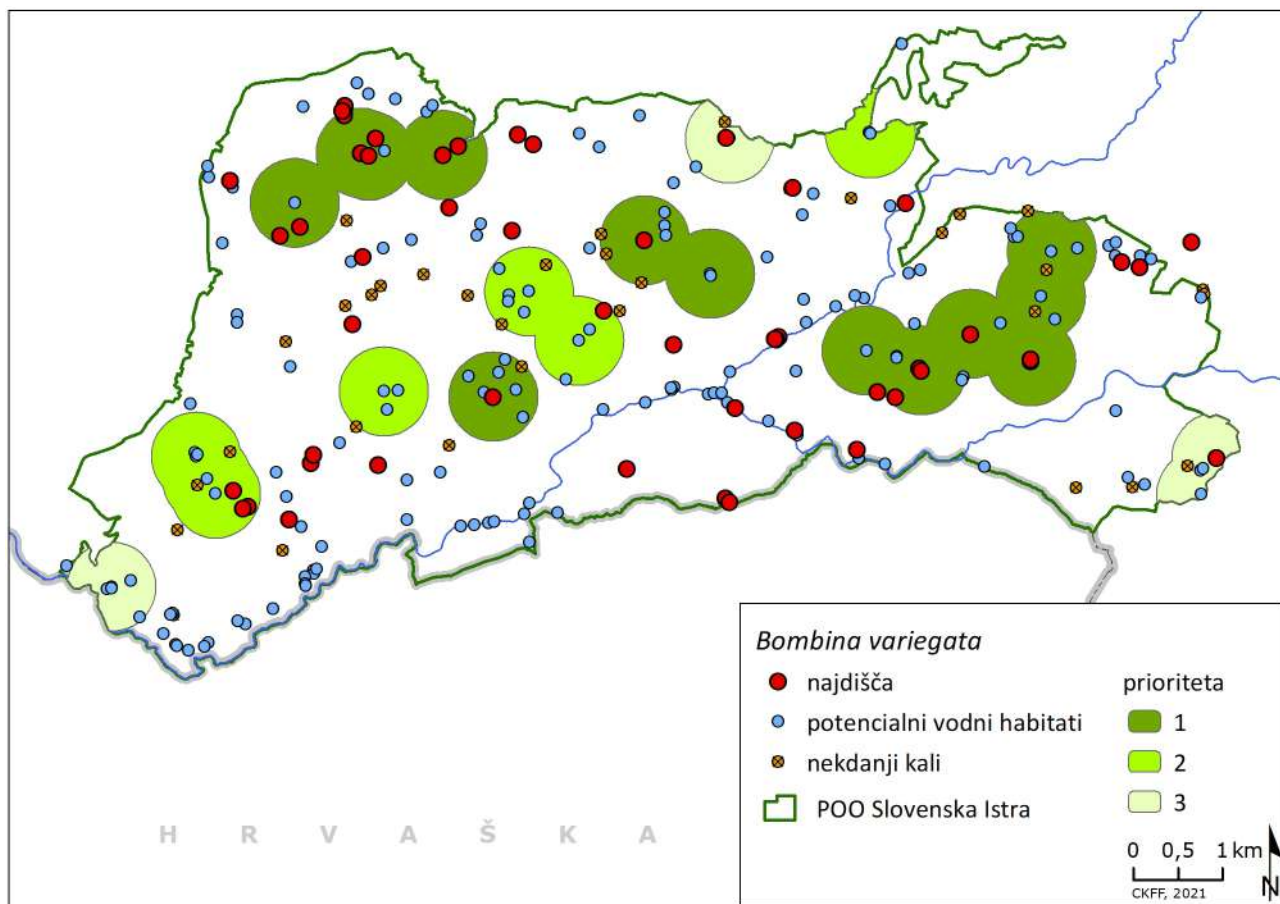 Bombina variegata
najdišča
potencialni vodni habitati
nekdanji kali
POO Slovenska Istra
prioriteta
1
2
3
0 0,5 1 km
CKFF, 2021
N
H R V A Š K A